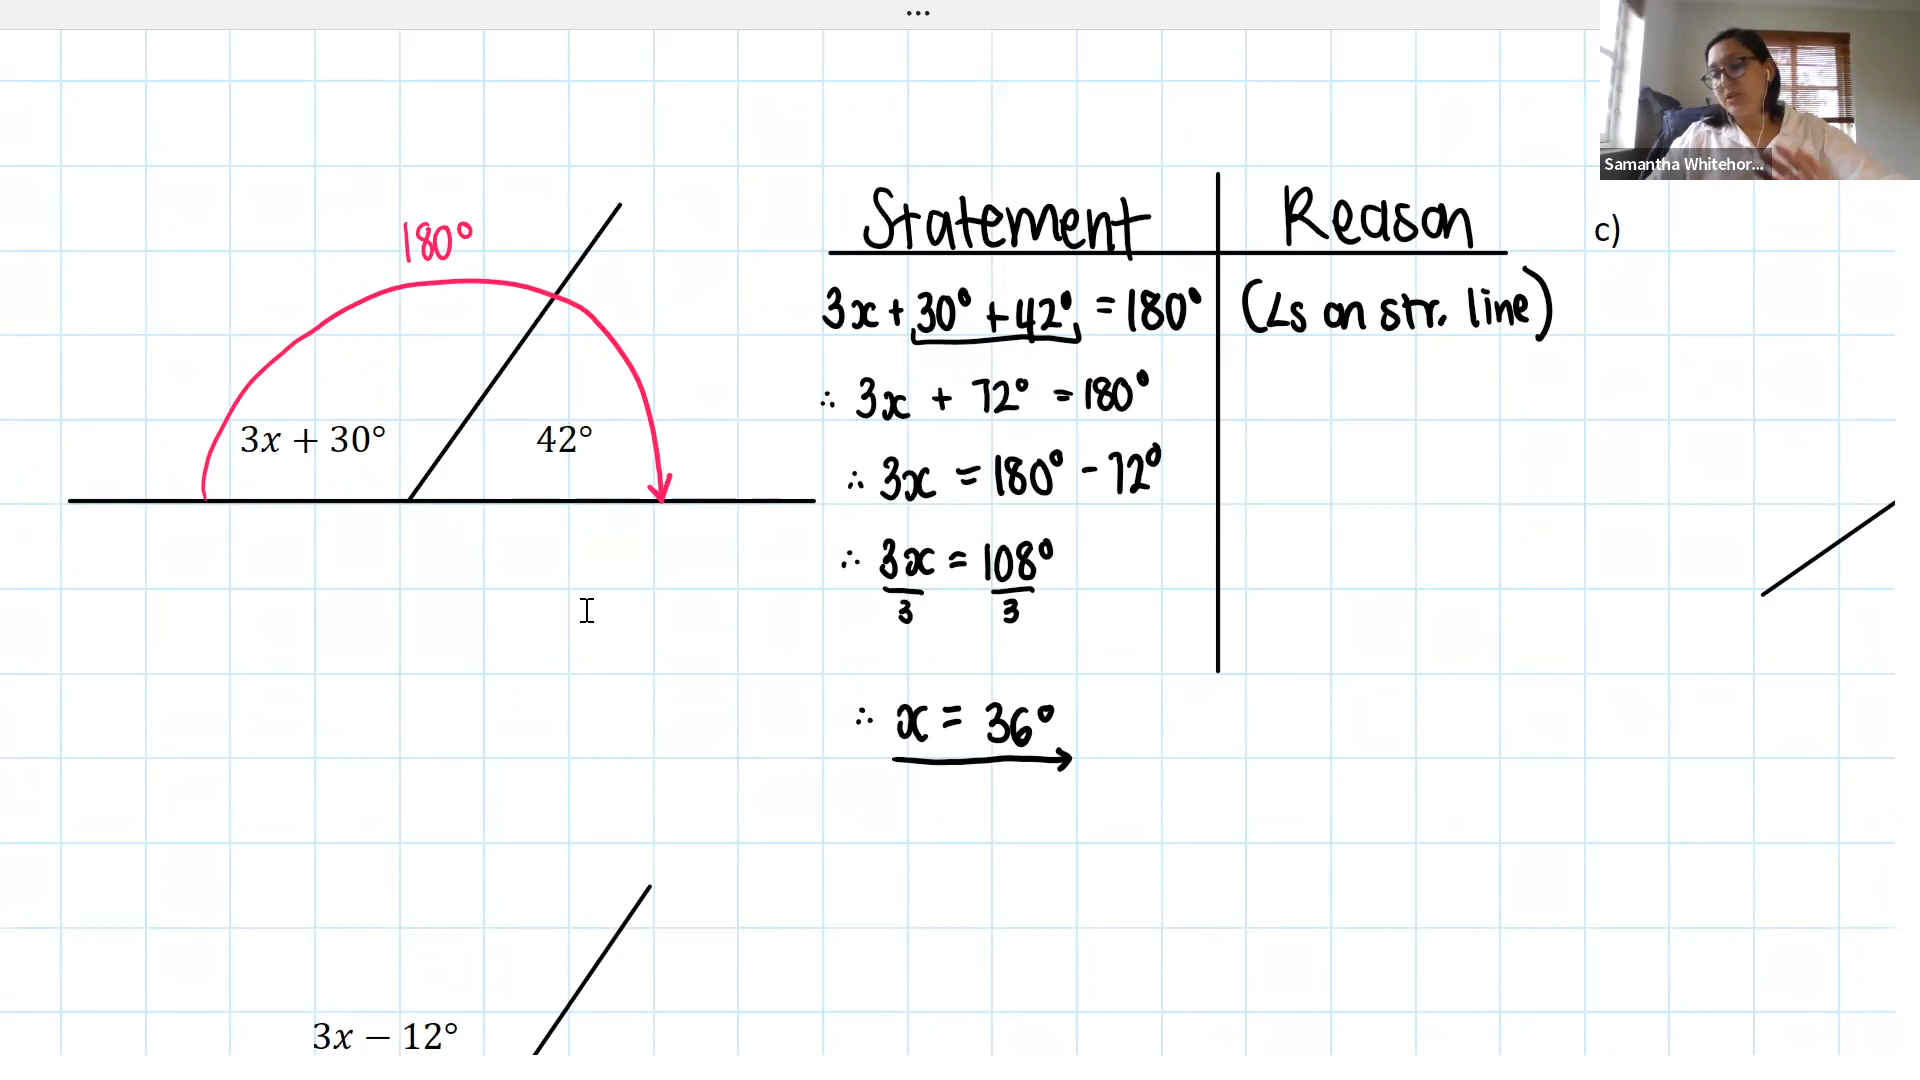 ...
Samantha Whitehor...
180°
3x + 30°
42°
Statement
Reason
3x + 30° + 42° = 180°
(∠s on str. line)
∴ 3x + 72° = 180°
∴ 3x = 180° - 72°
∴ 3x = 108°
3 3
∴ x = 36°
c)
3x − 12°